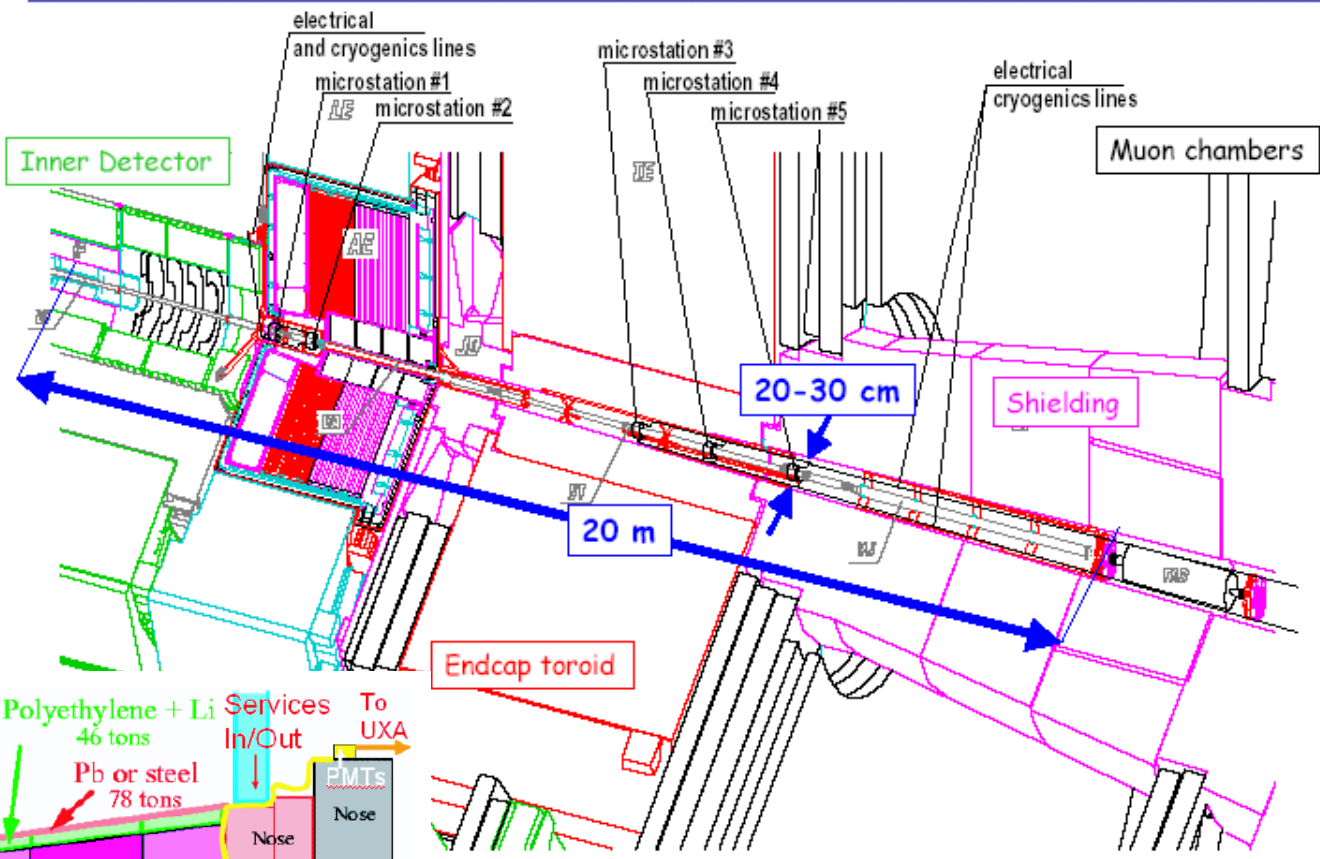 electrical
and cryogenics lines
microstation #1
microstation #2
microstation #3
microstation #4
microstation #5
electrical
cryogenics lines
Muon chambers
Inner Detector
IE
AE
20-30 cm
Shielding
20 m
Endcap toroid
Polyethylene + Li
46 tons
Services
In/Out
To
UXA
Pb or steel
78 tons
PMTs
Nose
Nose